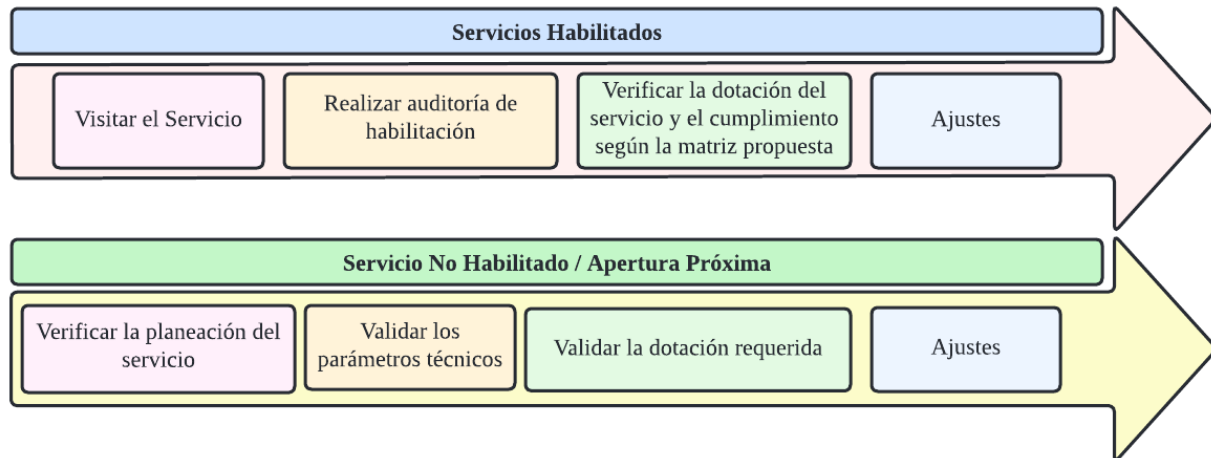 Servicios Habilitados
Visitar el Servicio
Realizar auditoría de
habilitación
Verificar la dotación del
servicio y el cumplimiento
según la matriz propuesta
Ajustes
Servicio No Habilitado / Apertura Próxima
Verificar la planeación del
servicio
Validar los
parámetros técnicos
Validar la dotación requerida
Ajustes